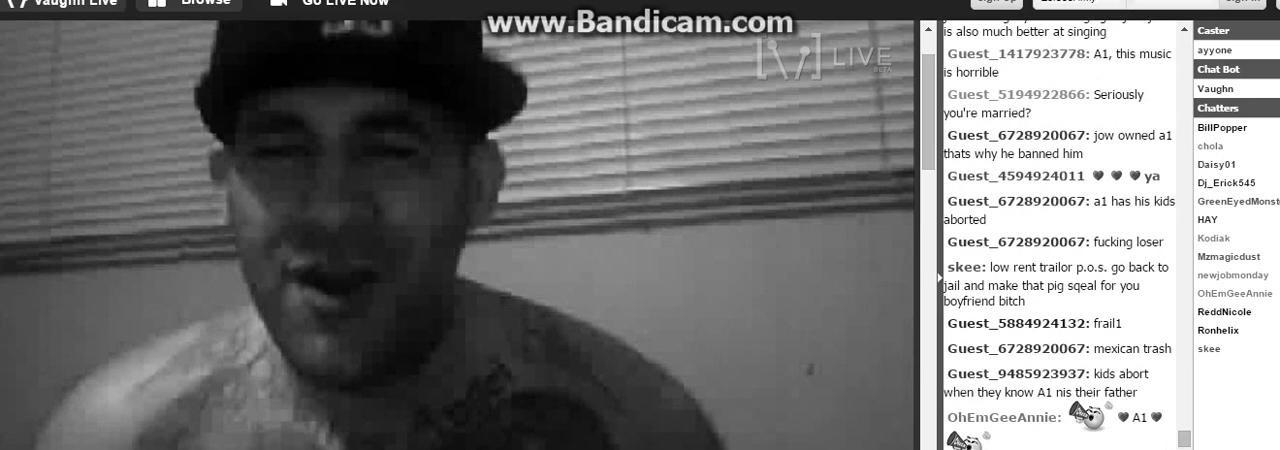 Vaughn Live Browse Go LIVE Now
www.Bandicam.com
LIVE
BETA
is also much better at singing
Guest_1417923778: A1, this music
is horrible
Guest_5194922866: Seriously
you're married?
Guest_6728920067: jow owned a1
thats why he banned him
Guest_4594924011 ♥ ♥ ♥ ya
Guest_6728920067: a1 has his kids
aborted
Guest_6728920067: fucking loser
skee: low rent trailor p.o.s. go back to
jail and make that pig sqeal for you
boyfriend bitch
Guest_5884924132: frail1
Guest_6728920067: mexican trash
Guest_9485923937: kids abort
when they know A1 nis their father
OhEmGeeAnnie: ♥ A1 ♥
Caster
ayyone
Chat Bot
Vaughn
Chatters
BillPopper
chola
Daisy01
Dj_Erick545
GreenEyedMonst
HAY
Kodiak
Mzmagicdust
newjobmonday
OhEmGeeAnnie
ReddNicole
Ronhelix
skee